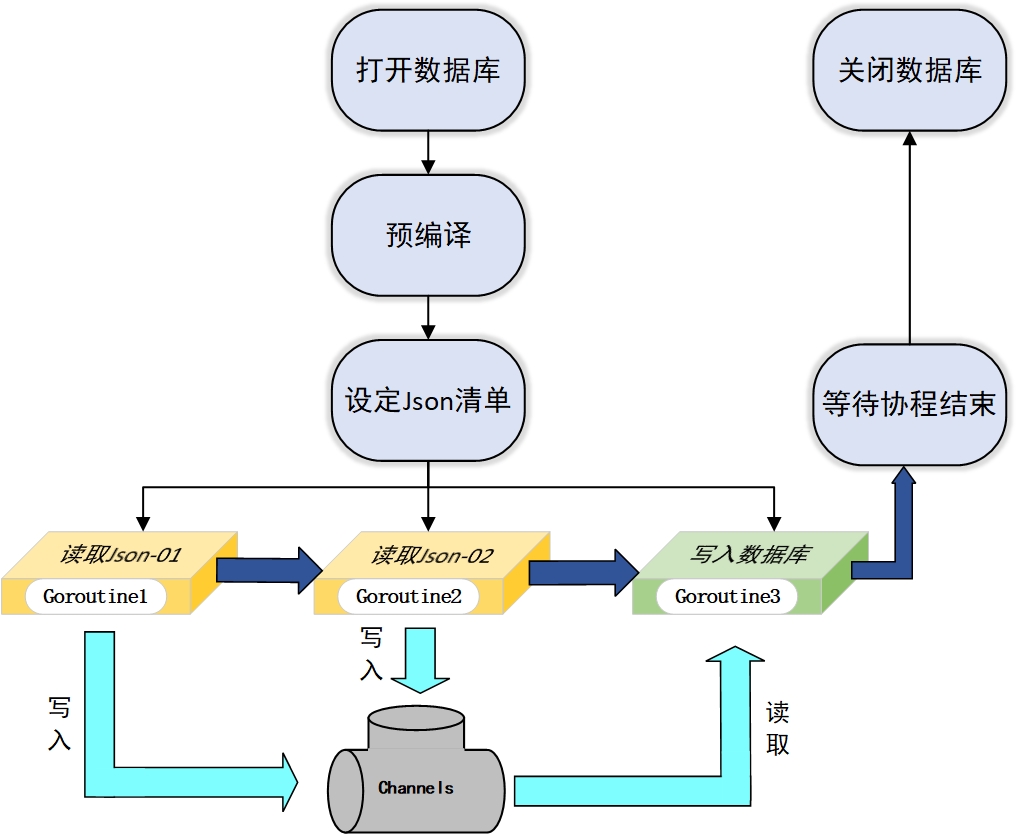 打开数据库
关闭数据库
预编译
设定Json清单
等待协程结束
读取Json-01
读取Json-02
写入数据库
Goroutine1
Goroutine2
Goroutine3
写入
写入
读取
Channels